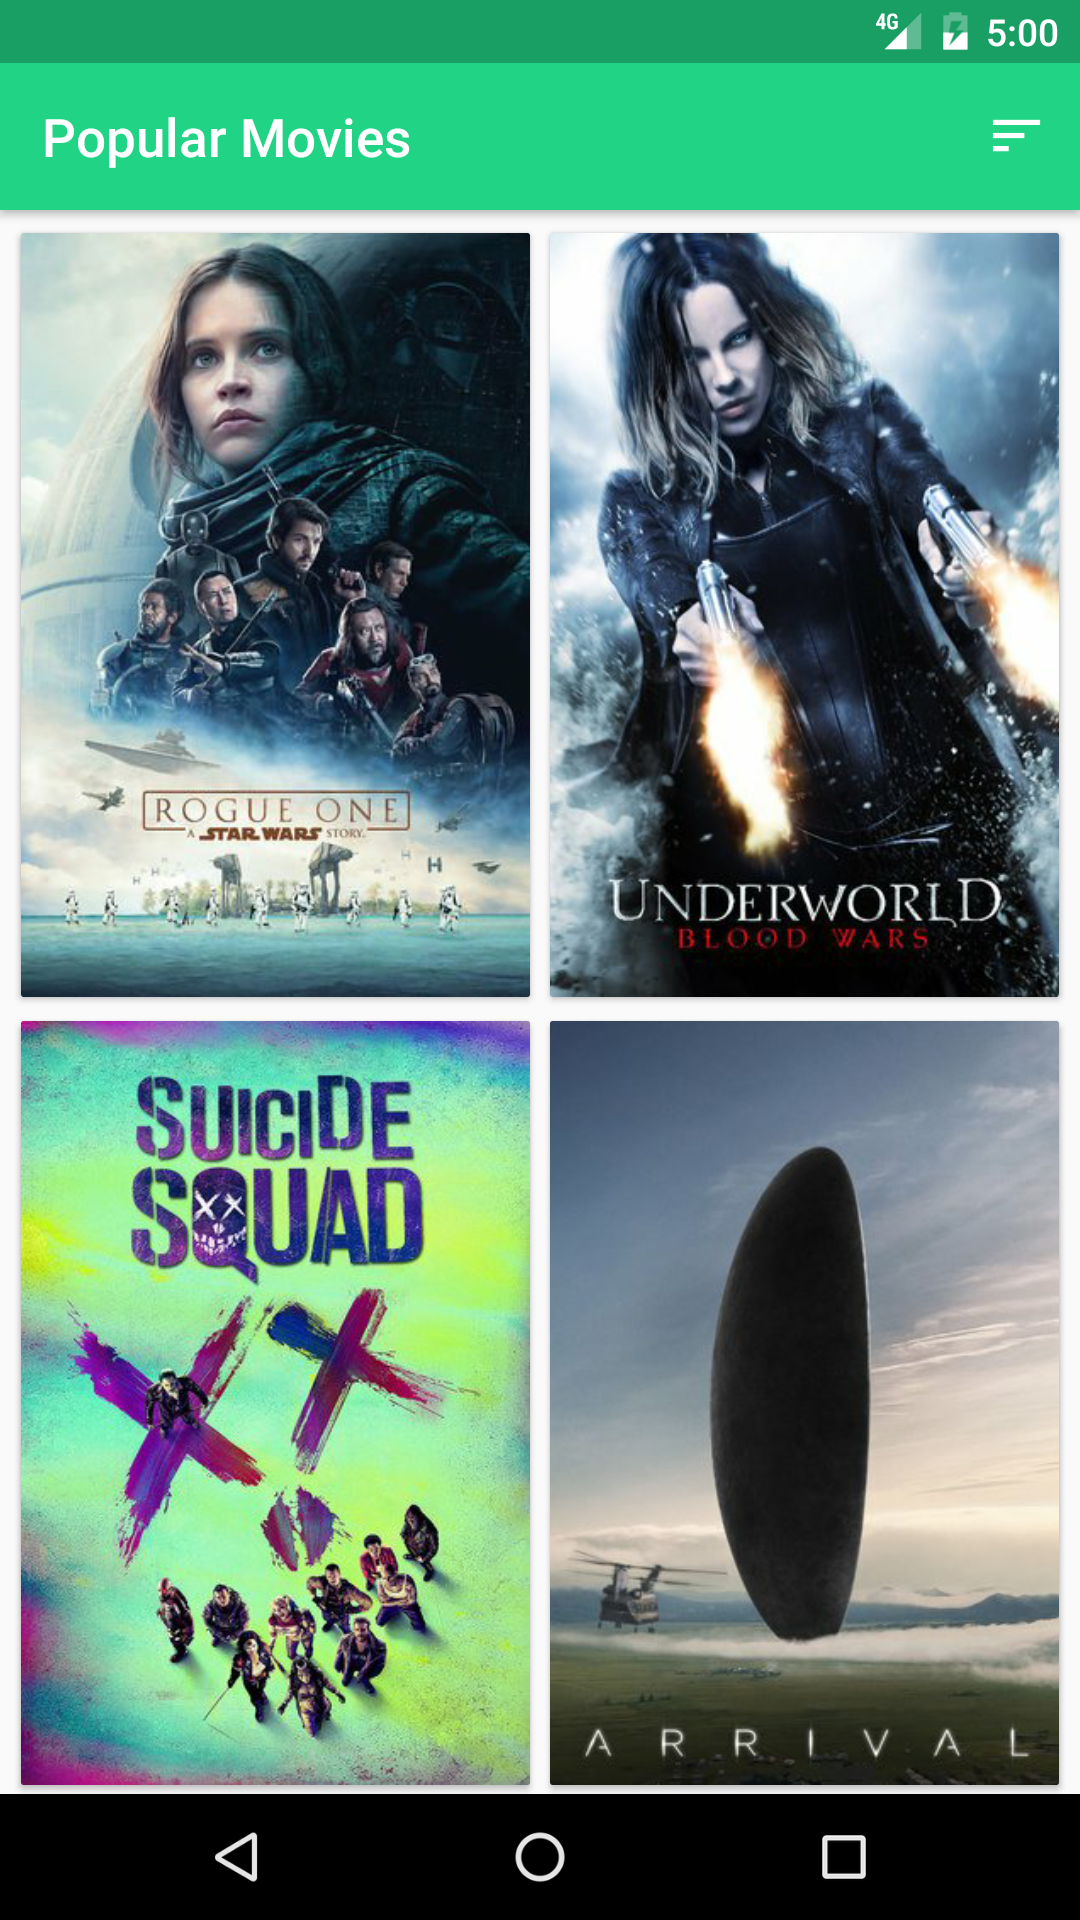 4G 5:00
Popular Movies
ROGUE ONE
A STAR WARS STORY
UNDERWORLD
BLOOD WARS
SUICIDE
SQUAD
ARRIVAL